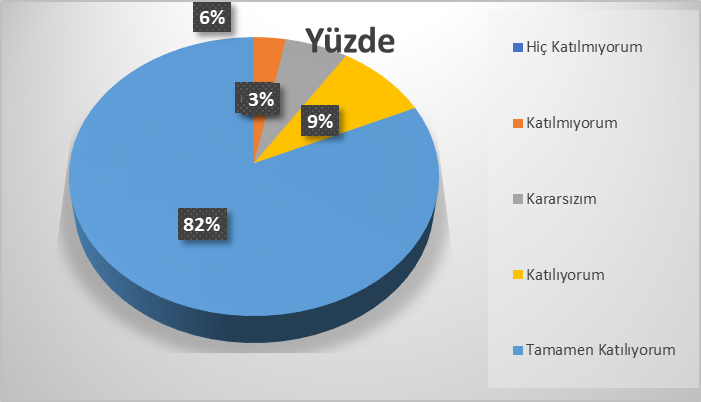 6%
Yüzde
3%
9%
82%
Hiç Katılmıyorum
Katılmıyorum
Kararsızım
Katılıyorum
Tamamen Katılıyorum